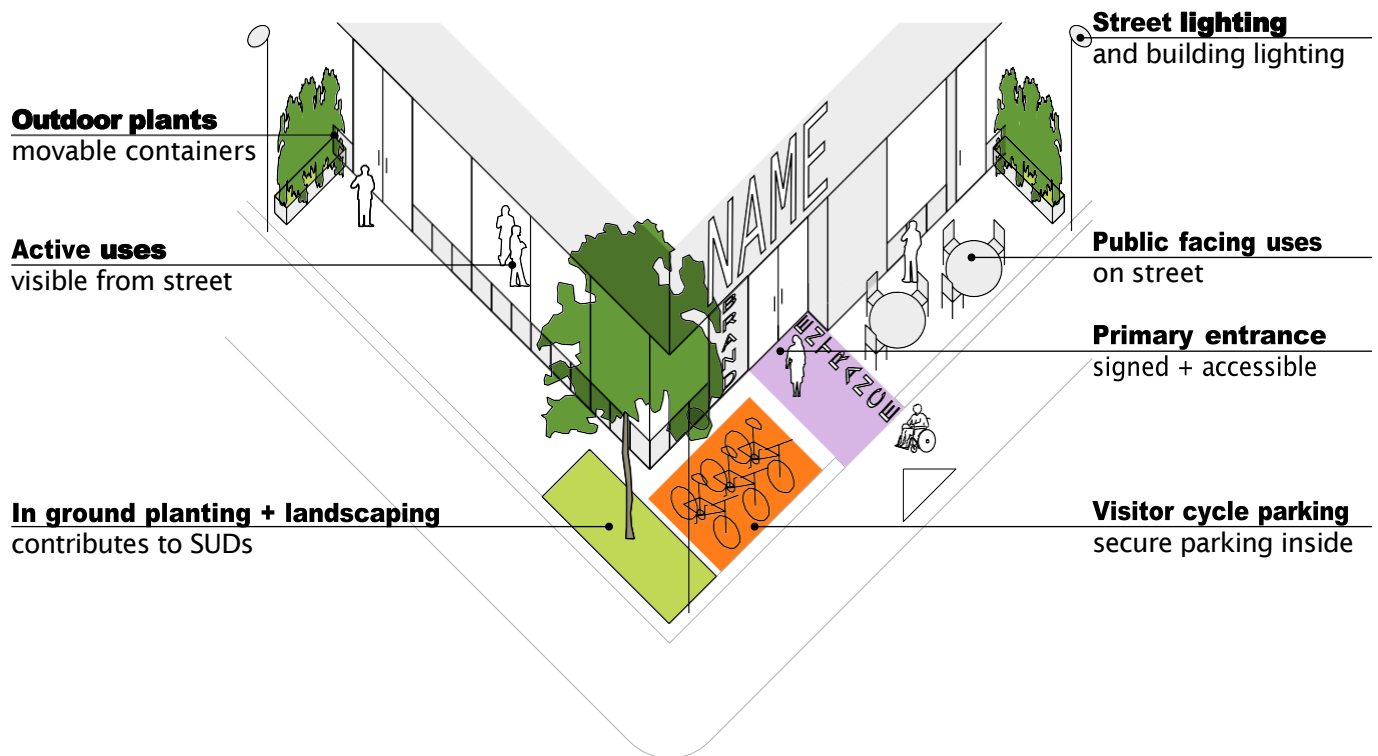 Street lighting
and building lighting
Outdoor plants
movable containers
NAME
Active uses
visible from street
Public facing uses
on street
BRAND
Primary entrance
signed + accessible
ENTRANCE
In ground planting + landscaping
contributes to SUDs
Visitor cycle parking
secure parking inside